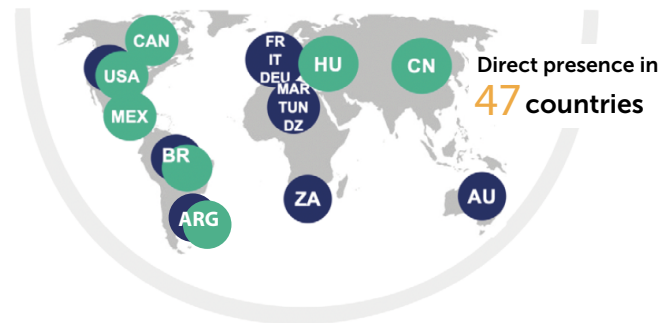 CAN
USA
MEX
BR
ARG
FR
IT
DEU
MAR
TUN
DZ
HU
CN
ZA
AU
Direct presence in
47 countries